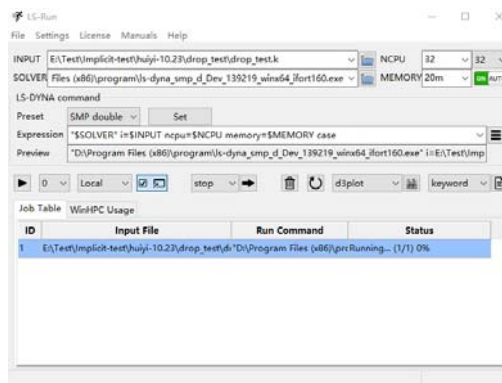 LS-Run
File Settings License Manuals Help
INPUT E:\Test\Implicit-test\huiyi-10.23\drop_test\drop_test.k NCPU 32 32
SOLVER Files (x86)\program\ls-dyna_smp_d_Dev_139219_winx64_ifort160.exe MEMORY 20m ON AUT
LS-DYNA command
Preset SMP double Set
Expression "$SOLVER" i=$INPUT ncpu=$NCPU memory=$MEMORY case
Preview "D:\Program Files (x86)\program\ls-dyna_smp_d_Dev_139219_winx64_ifort160.exe" i=E:\Test\Imp
0 Local stop d3plot keyword
Job Table WinHPC Usage
ID Input File Run Command Status
1 E:\Test\Implicit-test\huiyi-10.23\drop_test\dr "D:\Program Files (x86)\prc Running... (1/1) 0%